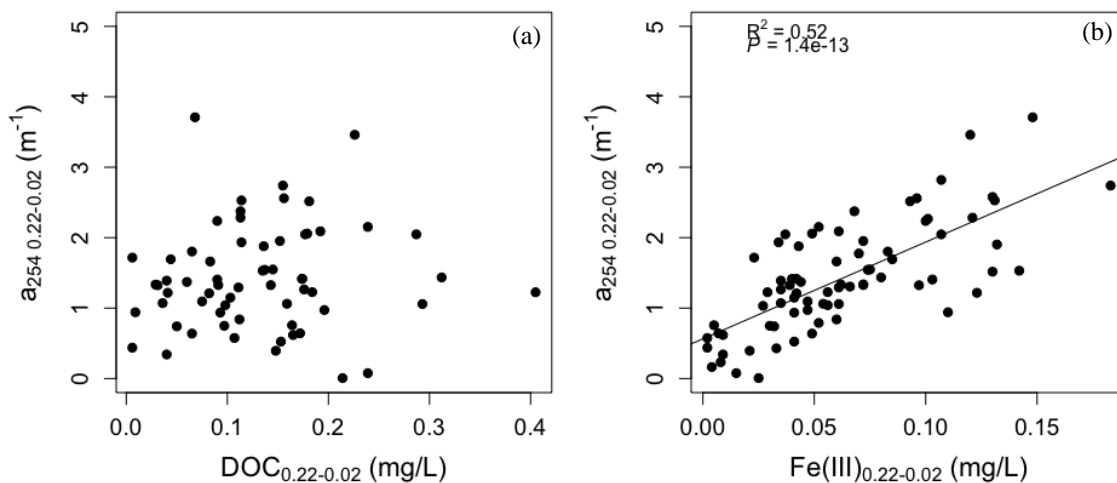 (a)
5
4
3
2
1
0
a254 0.22-0.02 (m-1)
0.0 0.1 0.2 0.3 0.4
DOC0.22-0.02 (mg/L)
R2 = 0.52
P = 1.4e-13
(b)
5
4
3
2
1
0
a254 0.22-0.02 (m-1)
0.00 0.05 0.10 0.15
Fe(III)0.22-0.02 (mg/L)